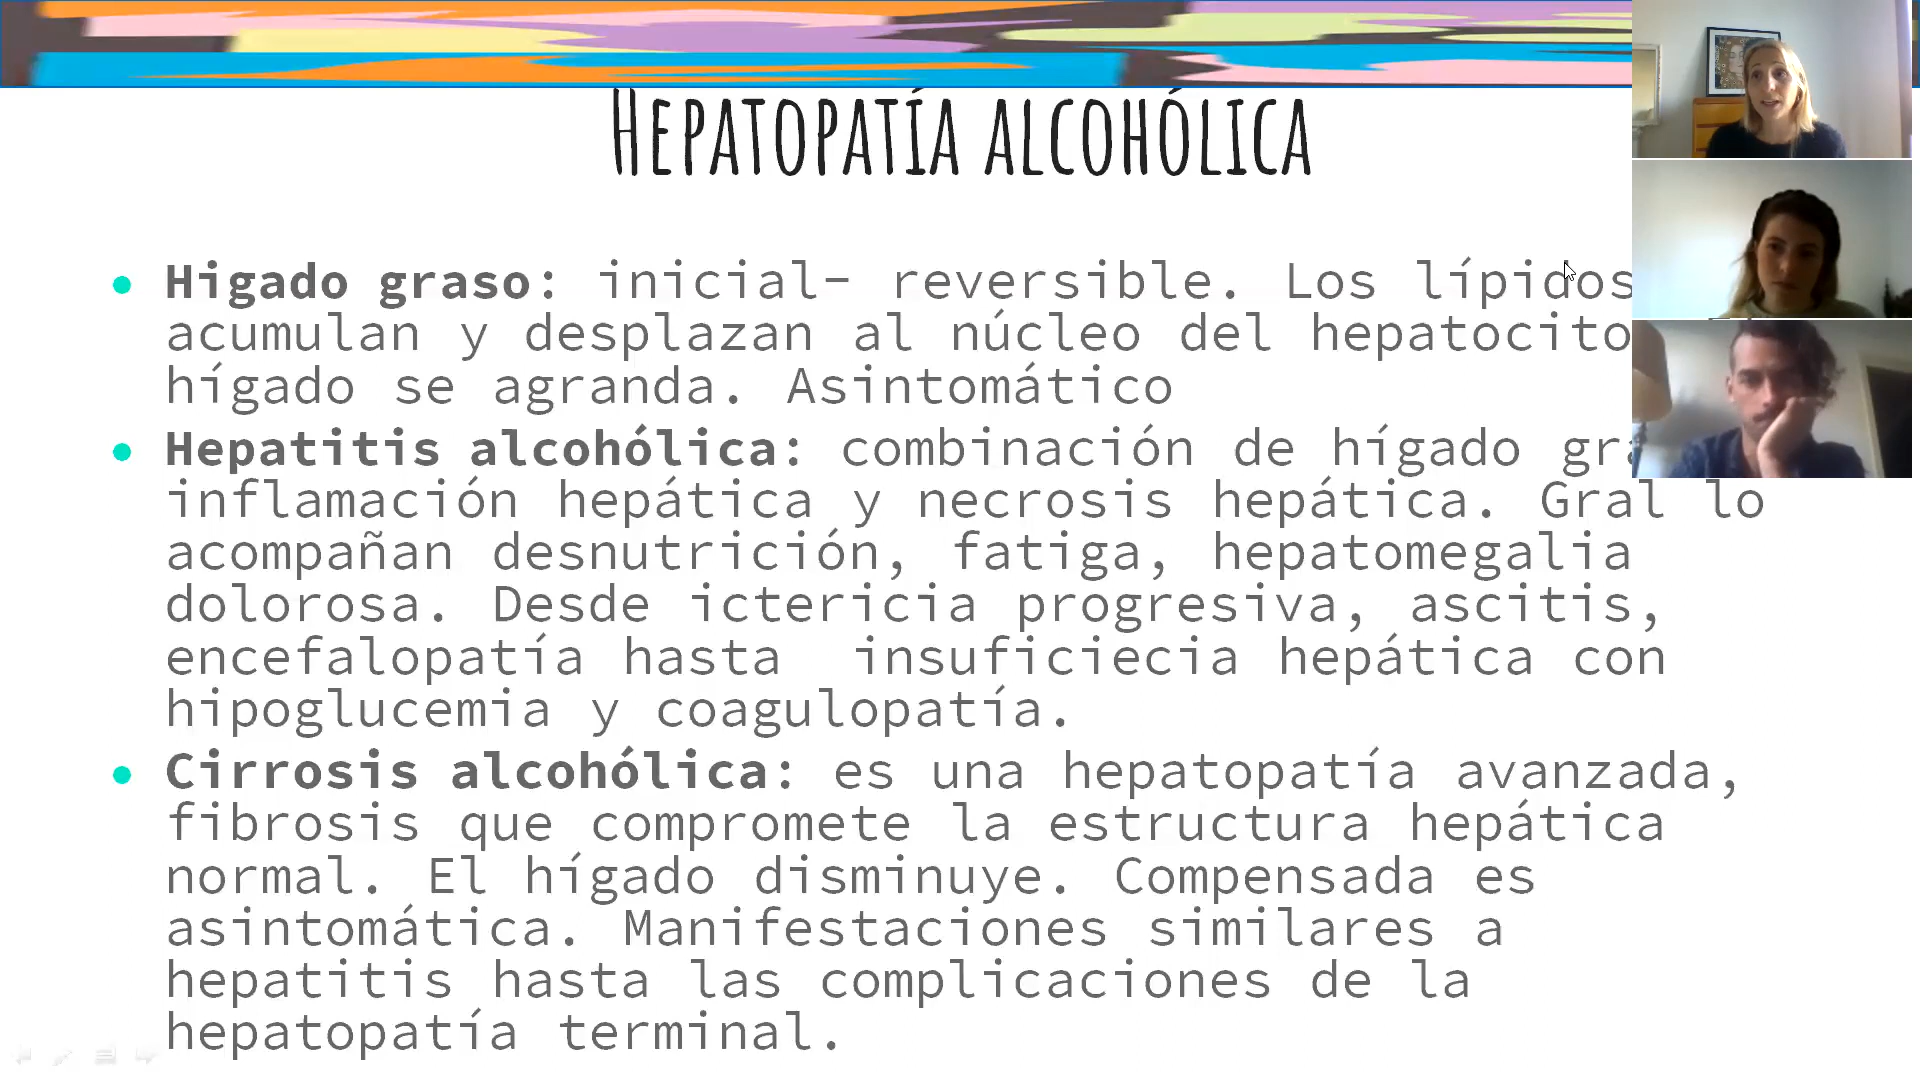 HEPATOPATÍA ALCOHÓLICA
Higado graso: inicial- reversible. Los lípidos
acumulan y desplazan al núcleo del hepatocito
hígado se agranda. Asintomático
Hepatitis alcohólica: combinación de hígado
inflamación hepática y necrosis hepática. Gral lo
acompañan desnutrición, fatiga, hepatomegalia
dolorosa. Desde ictericia progresiva, ascitis,
encefalopatía hasta insuficiecia hepática con
hipoglucemia y coagulopatía.
Cirrosis alcohólica: es una hepatopatía avanzada,
fibrosis que compromete la estructura hepática
normal. El hígado disminuye. Compensada es
asintomática. Manifestaciones similares a
hepatitis hasta las complicaciones de la
hepatopatía terminal.